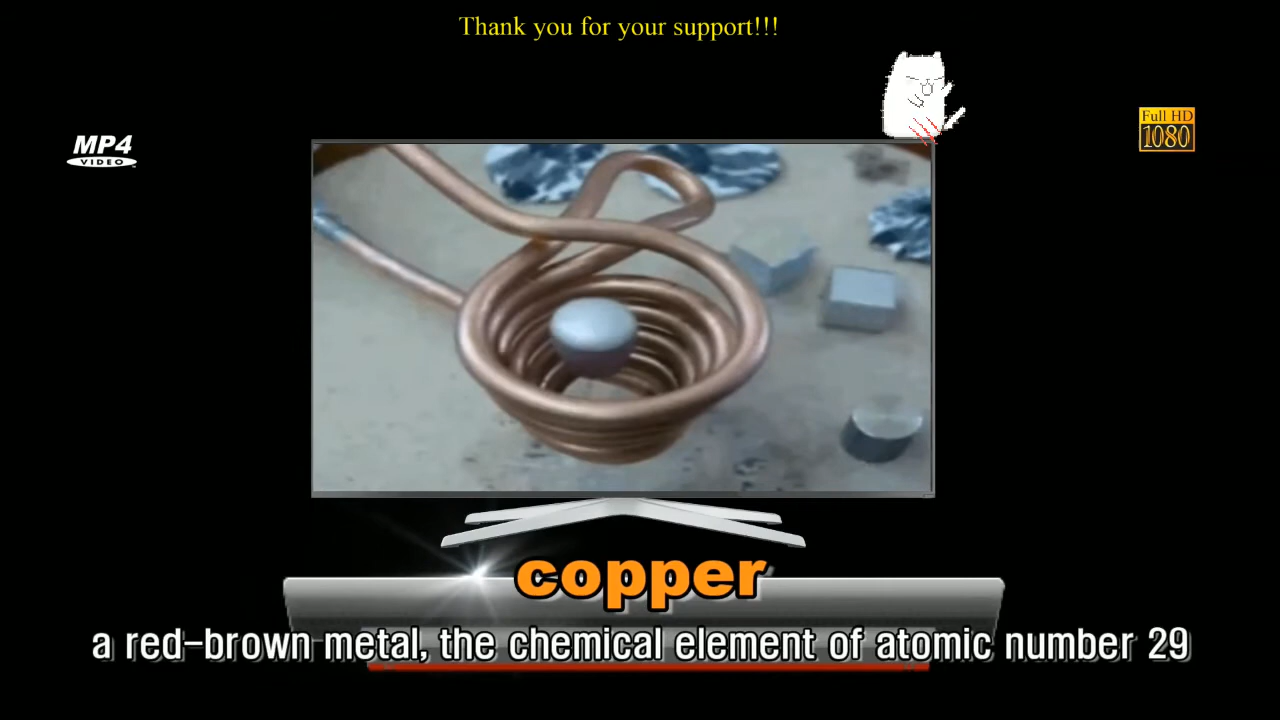 Thank you for your support!!!
MP4
VIDEO
Full HD
1080
copper
a red-brown metal, the chemical element of atomic number 29